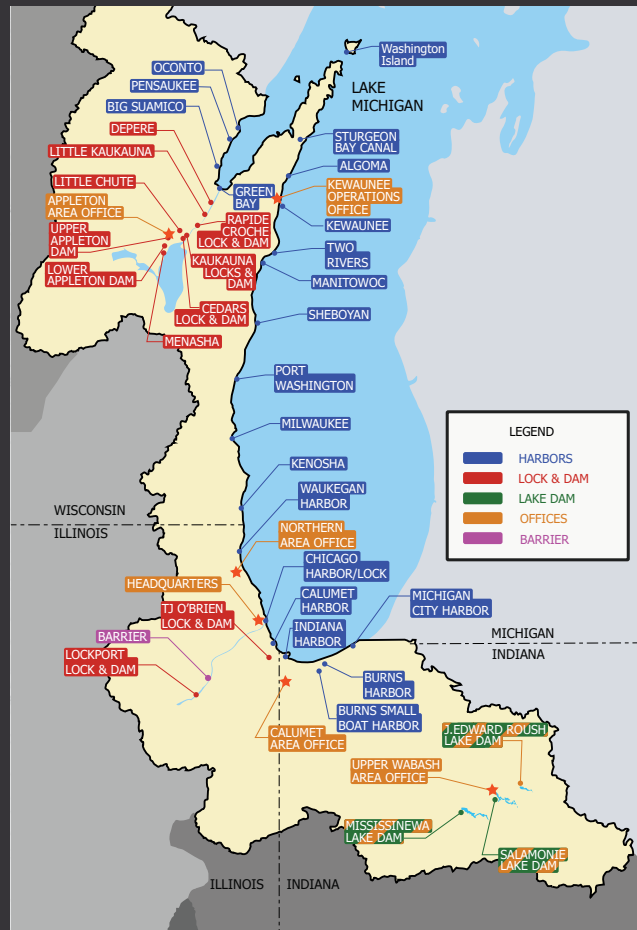 Washington
Island
OCONTO
PENSAUKEE
BIG SUAMICO
LAKE
MICHIGAN
DEPERE
STURGEON
BAY CANAL
LITTLE KAUKAUNA
ALGOMA
LITTLE CHUTE
GREEN
BAY
KEWAUNEE
OPERATIONS
OFFICE
APPLETON
AREA OFFICE
RAPIDE
CROCHE
LOCK & DAM
KEWAUNEE
UPPER
APPLETON
DAM
KAUKAUNA
LOCKS &
DAM
TWO
RIVERS
LOWER
APPLETON DAM
MANITOWOC
CEDARS
LOCK & DAM
SHEBOYAN
MENASHA
PORT
WASHINGTON
MILWAUKEE
LEGEND
HARBORS
LOCK & DAM
LAKE DAM
OFFICES
BARRIER
KENOSHA
WAUKEGAN
HARBOR
WISCONSIN
ILLINOIS
NORTHERN
AREA OFFICE
CHICAGO
HARBOR/LOCK
HEADQUARTERS
CALUMET
HARBOR
MICHIGAN
CITY HARBOR
TJ O'BRIEN
LOCK & DAM
INDIANA
HARBOR
BARRIER
MICHIGAN
INDIANA
LOCKPORT
LOCK & DAM
BURNS
HARBOR
BURNS SMALL
BOAT HARBOR
CALUMET
AREA OFFICE
J.EDWARD ROUSH
LAKE DAM
UPPER WABASH
AREA OFFICE
MISSISSINEWA
LAKE DAM
SALAMONIE
LAKE DAM
ILLINOIS
INDIANA